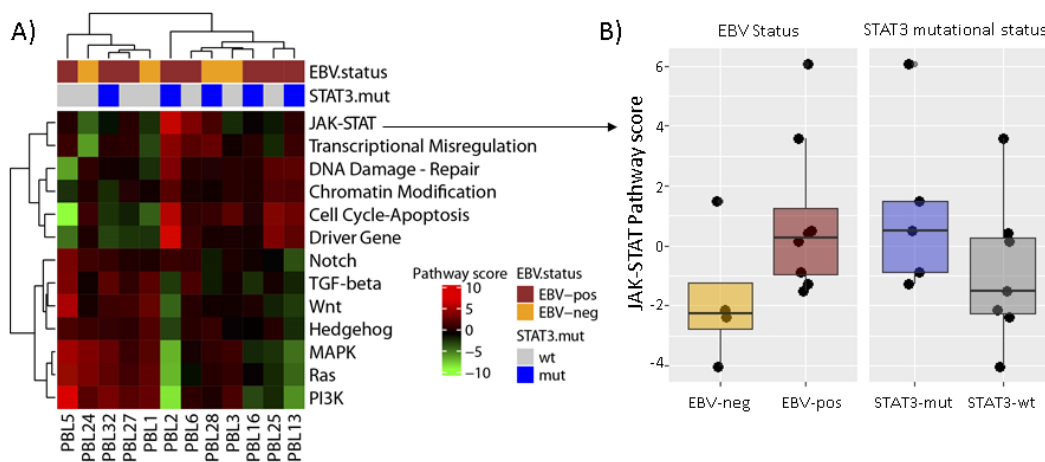 A)
EBV.status
STAT3.mut
JAK-STAT
Transcriptional Misregulation
DNA Damage - Repair
Chromatin Modification
Cell Cycle-Apoptosis
Driver Gene
Notch
TGF-beta
Wnt
Hedgehog
MAPK
Ras
PI3K
PBL5
PBL24
PBL32
PBL27
PBL1
PBL2
PBL6
PBL28
PBL3
PBL16
PBL25
PBL13
Pathway score
10
5
0
−5
−10
EBV.status
EBV−pos
EBV−neg
STAT3.mut
wt
mut
B)
EBV Status
STAT3 mutational status
JAK-STAT Pathway score
6
4
2
0
-2
-4
EBV-neg
EBV-pos
STAT3-mut
STAT3-wt